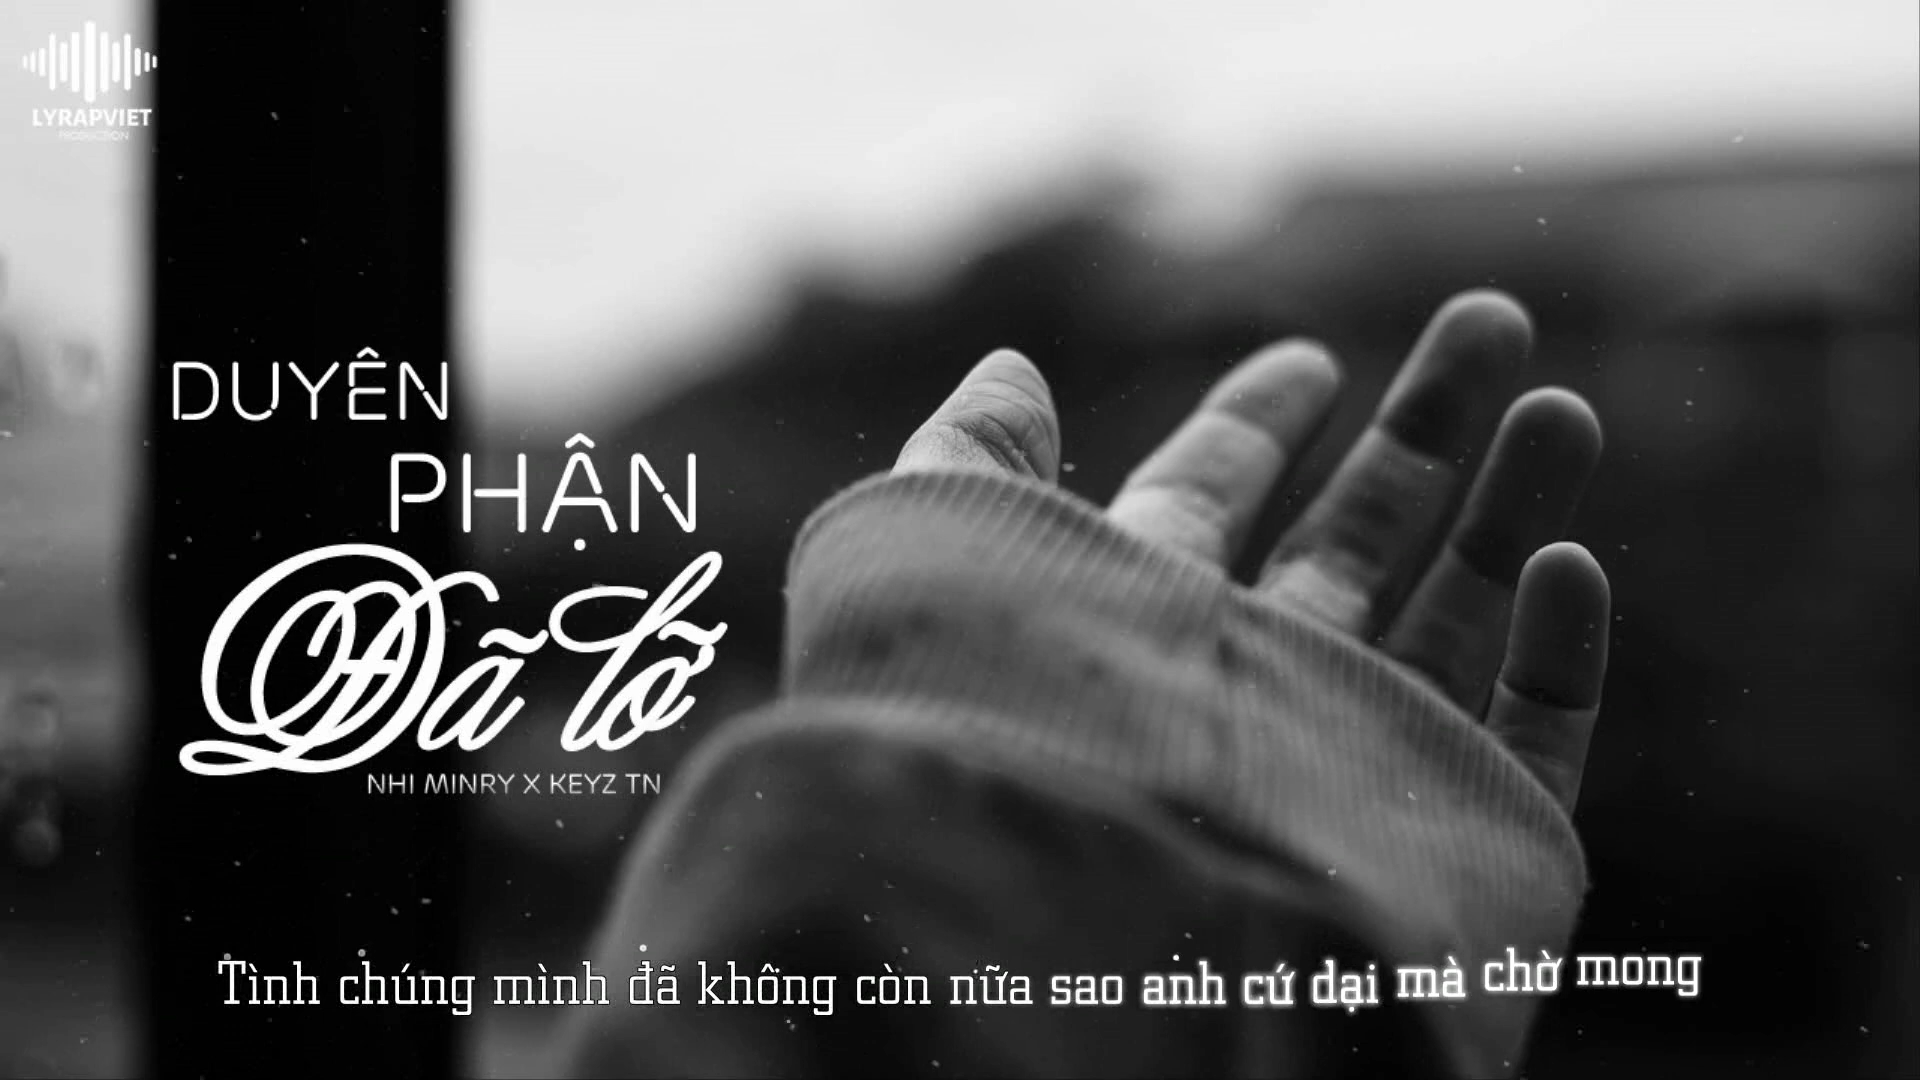 LYRAPVIET
PRODUCTION
DUYÊN
PHẬN
Đã lỡ
NHI MINRY X KEYZ TN
Tình chúng mình đã không còn nữa sao anh cứ dại mà chờ mong